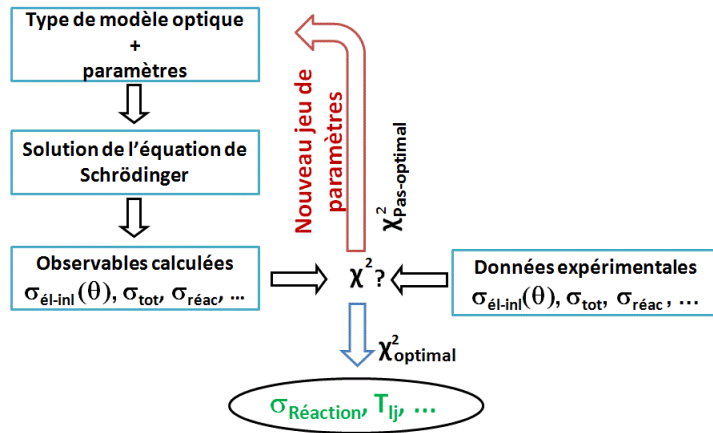 Type de modèle optique
+
paramètres
Solution de l'équation de
Schrödinger
Observables calculées
σél-inl(θ), σtot, σréac, ...
Nouveau jeu de
paramètres
χ²Pas-optimal
χ²?
Données expérimentales
σél-inl(θ), σtot, σréac, ...
χ²optimal
σRéaction, Tlj, ...